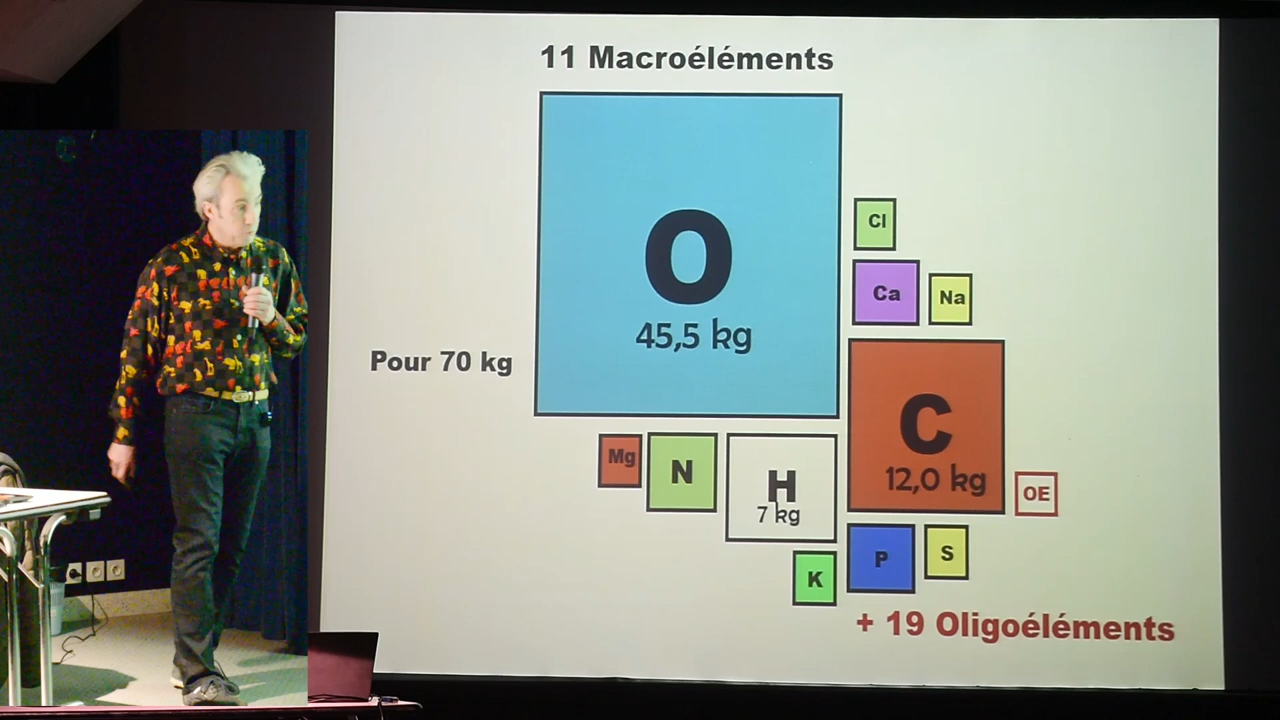 11 Macroéléments
O
45,5 kg
Cl
Ca
Na
Pour 70 kg
C
12,0 kg
Mg
N
H
7 kg
OE
K
P
S
+ 19 Oligoéléments